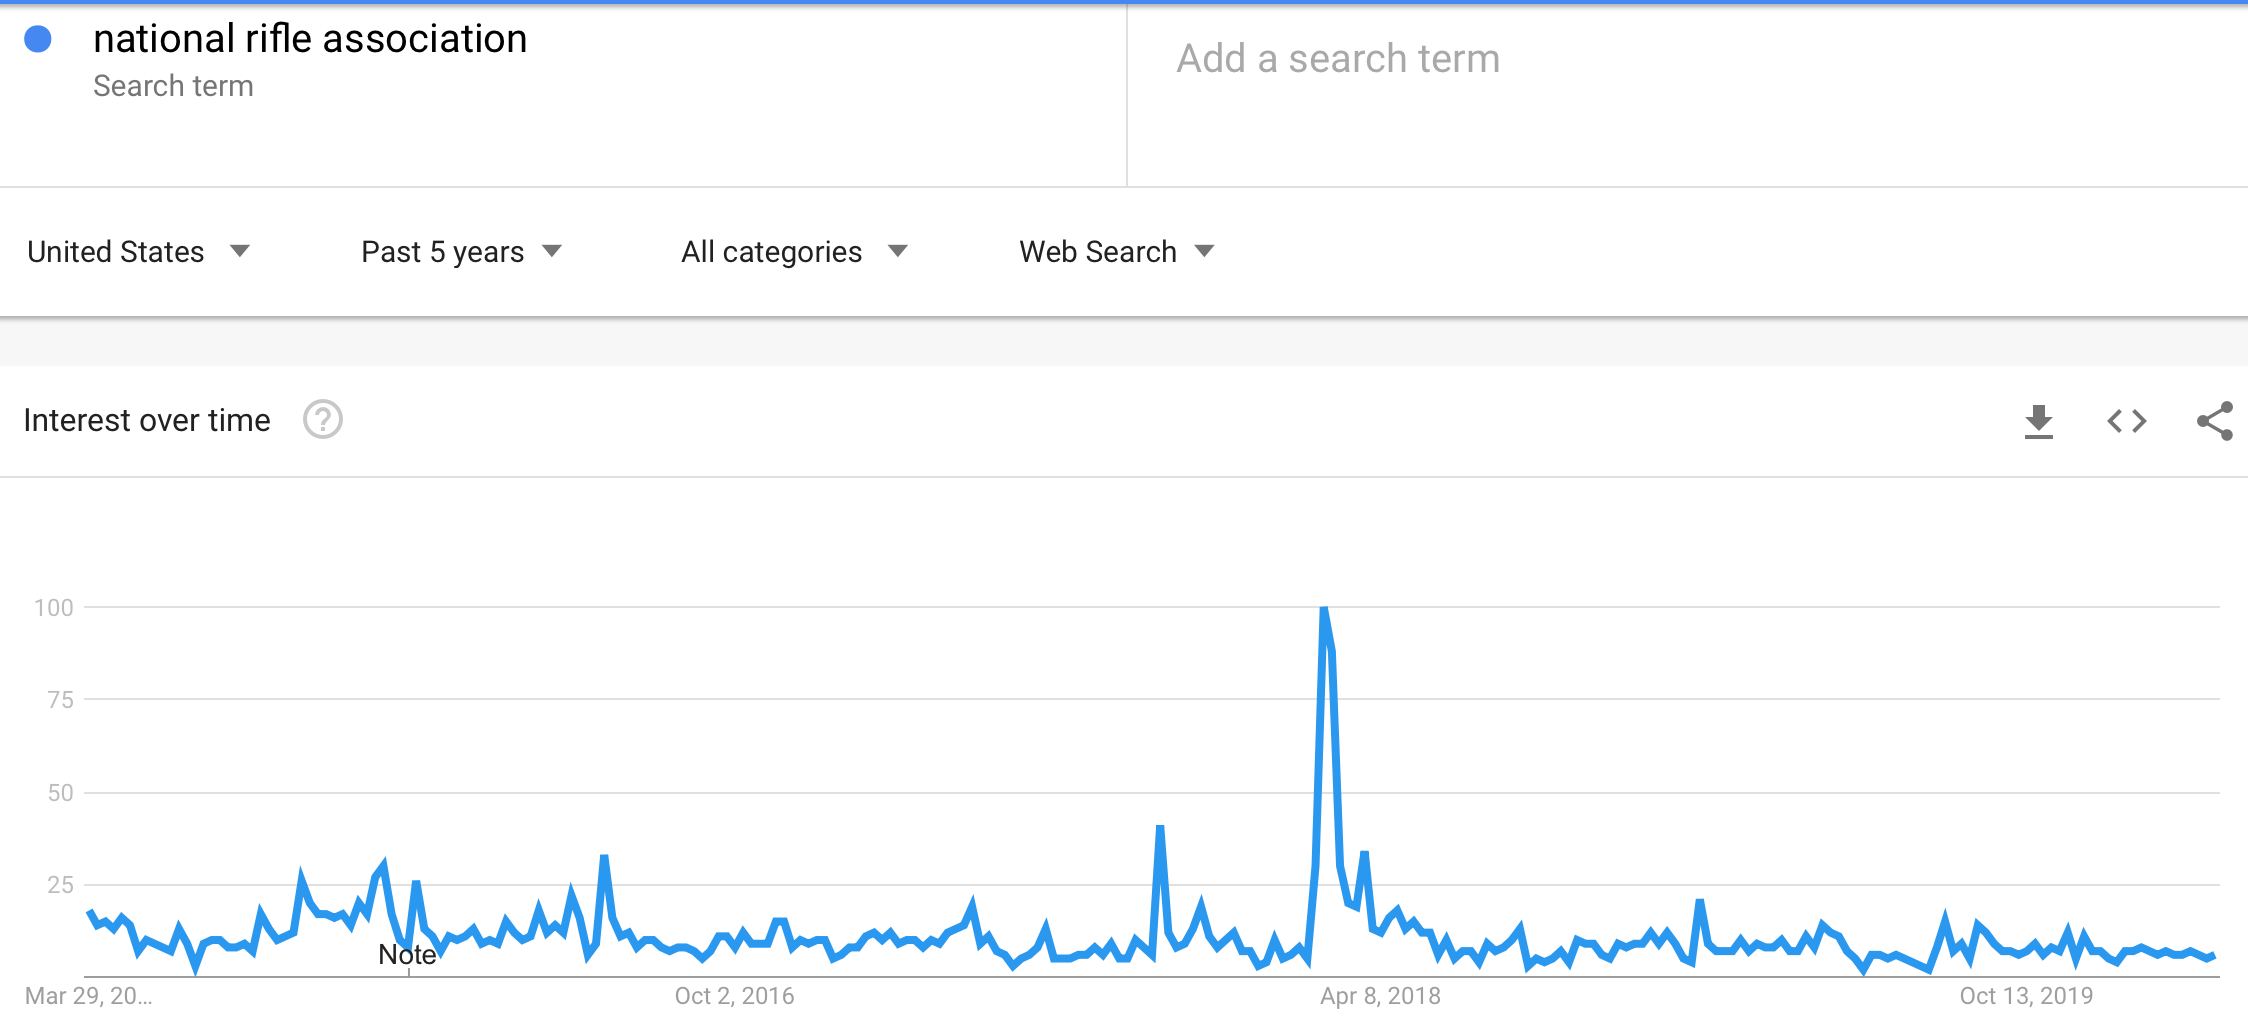 national rifle association
Search term
Add a search term
United States
Past 5 years
All categories
Web Search
Interest over time
?
100
75
50
25
Note
Mar 29, 20...
Oct 2, 2016
Apr 8, 2018
Oct 13, 2019